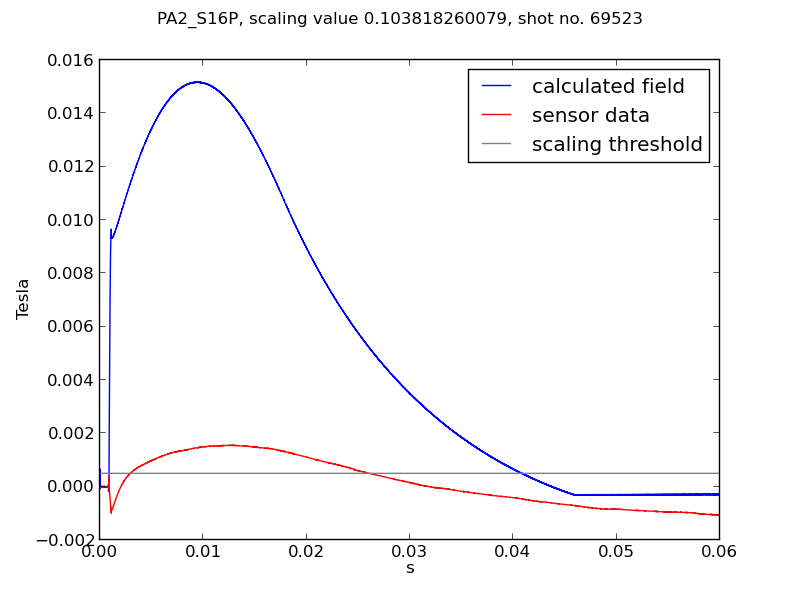 PA2_S16P, scaling value 0.103818260079, shot no. 69523
0.016
0.014
0.012
0.010
0.008
0.006
0.004
0.002
0.000
−0.002
Tesla
calculated field
sensor data
scaling threshold
0.00 0.01 0.02 0.03 0.04 0.05 0.06
s